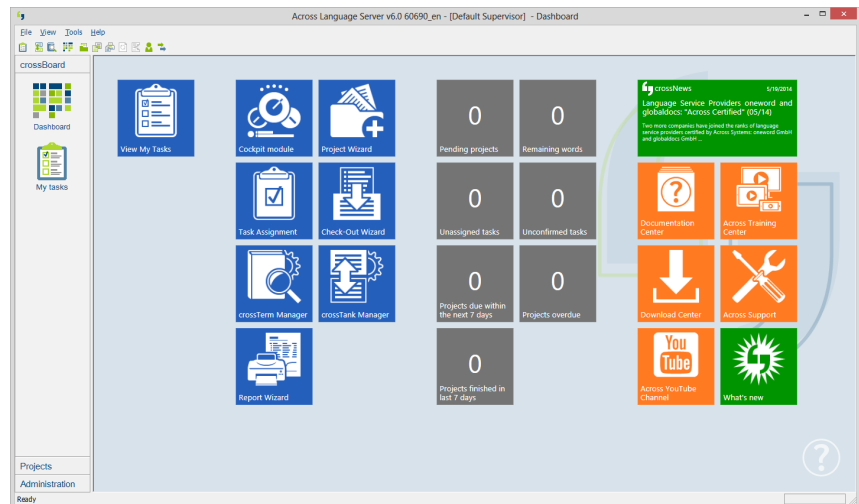 Across Language Server v6.0 60690_en - [Default Supervisor] - Dashboard
File View Tools Help
crossBoard
Dashboard
My tasks
Projects
Administration
Ready
View My Tasks
Cockpit module
Project Wizard
Task Assignment
Check-Out Wizard
crossTerm Manager
crossTank Manager
Report Wizard
0
Pending projects
0
Remaining words
0
Unassigned tasks
0
Unconfirmed tasks
0
Projects due within
the next 7 days
0
Projects overdue
0
Projects finished in
last 7 days
crossNews 5/19/2014
Language Service Providers oneword and
globaldocs: "Across Certified" (05/14)
Two more companies have joined the ranks of language
service providers certified by Across Systems: oneword GmbH
and globaldocs GmbH ...
?
Documentation
Center
Across Training
Center
Download Center
Across Support
You
Tube
Across YouTube
Channel
What's new
?